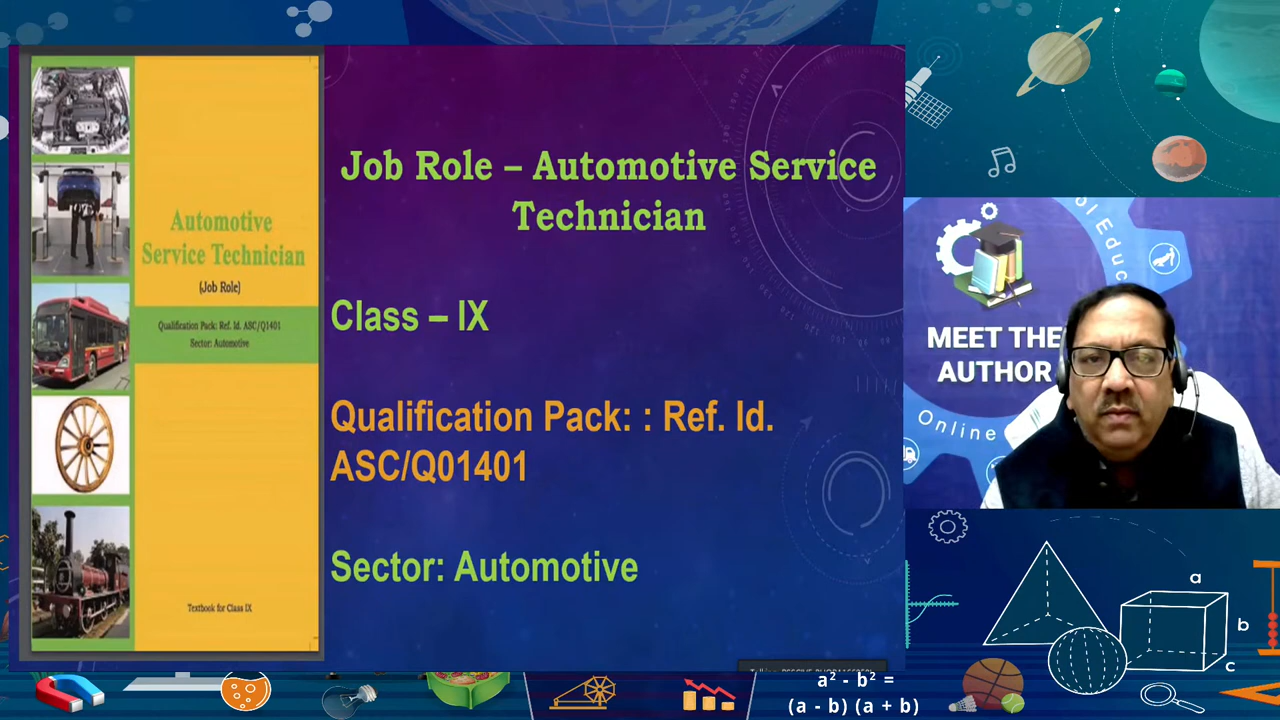 Automotive
Service Technician
(Job Role)
Qualification Pack: Ref. Id. ASC/Q1401
Sector: Automotive
Textbook for Class IX
Job Role – Automotive Service
Technician
Class – IX
Qualification Pack: : Ref. Id.
ASC/Q01401
Sector: Automotive
MEET THE
AUTHOR
ol Educ
Online
a
b
c
a² - b² =
(a - b) (a + b)